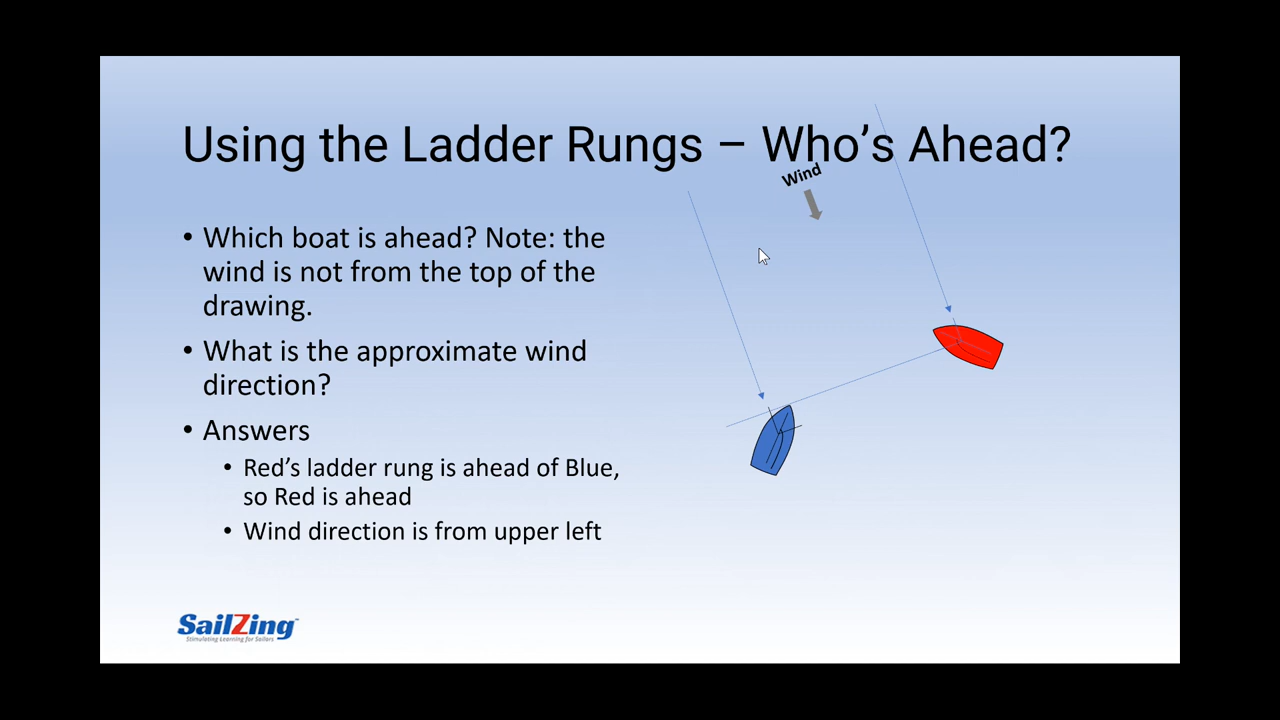 Using the Ladder Rungs – Who's Ahead?
Wind
• Which boat is ahead? Note: the
wind is not from the top of the
drawing.
• What is the approximate wind
direction?
• Answers
• Red's ladder rung is ahead of Blue,
so Red is ahead
• Wind direction is from upper left
SailZing™
Stimulating Learning for Sailors